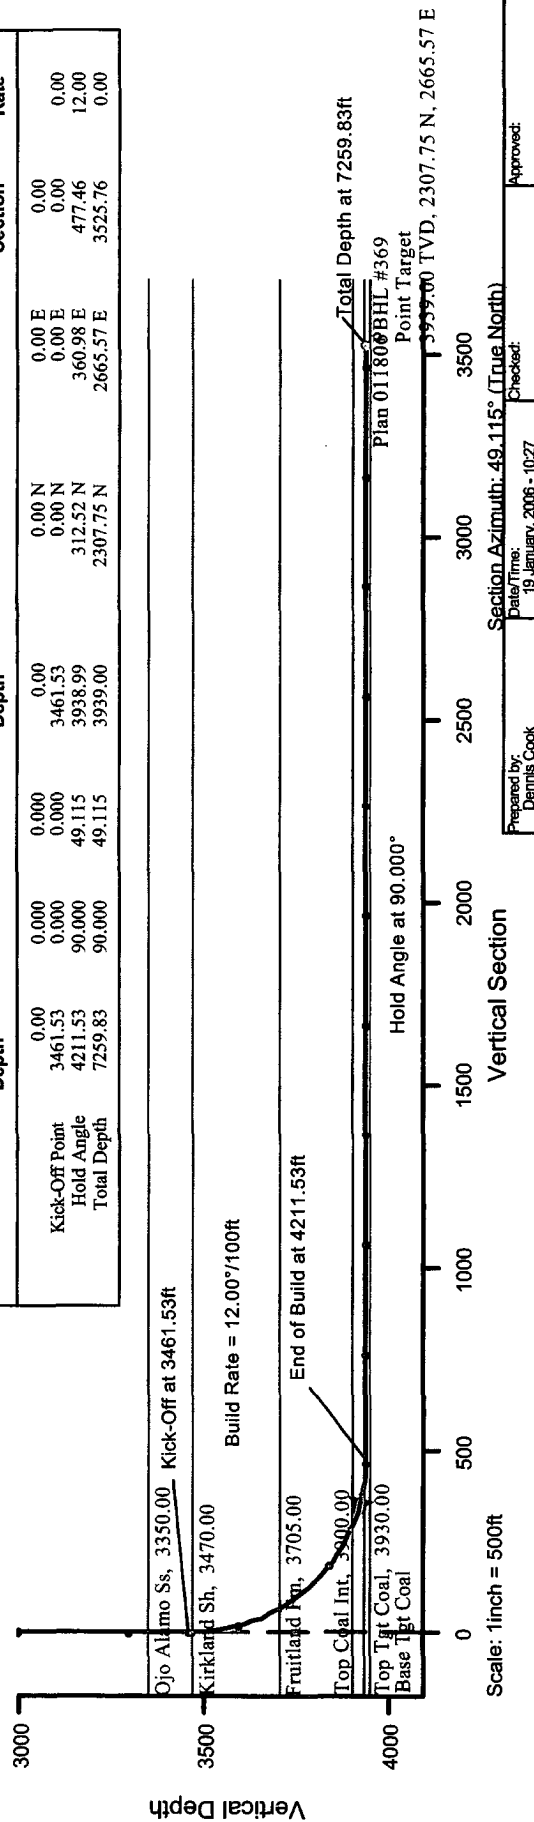 Depth Depth Section Rate
0.00 0.000 0.000 0.00 0.00 N 0.00 E 0.00
Kick-Off Point 3461.53 0.000 0.000 3461.53 0.00 N 0.00 E 0.00 0.00
Hold Angle 4211.53 90.000 49.115 3938.99 312.52 N 360.98 E 477.46 12.00
Total Depth 7259.83 90.000 49.115 3939.00 2307.75 N 2665.57 E 3525.76 0.00
3000
Ojo Alamo Ss, 3350.00
Kick-Off at 3461.53ft
Kirkland Sh, 3470.00
3500
Build Rate = 12.00°/100ft
Fruitland Fm, 3705.00
End of Build at 4211.53ft
Top Coal Int, 3900.00
Top Tgt Coal, 3930.00
Base Tgt Coal
4000
Vertical Depth
Hold Angle at 90.000°
Total Depth at 7259.83ft
Plan 011806 BHL #369
Point Target
3939.00 TVD, 2307.75 N, 2665.57 E
0 500 1000 1500 2000 2500 3000 3500
Scale: 1inch = 500ft
Vertical Section
Section Azimuth: 49.115° (True North)
Prepared by:
Dennis Cook
Date/Time:
19 January, 2006 - 10:27
Checked:
Approved: